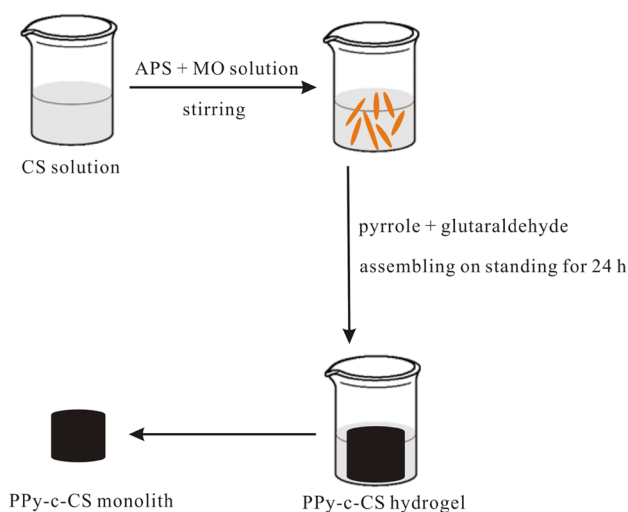 APS + MO solution
stirring
CS solution
pyrrole + glutaraldehyde
assembling on standing for 24 h
PPy-c-CS monolith
PPy-c-CS hydrogel